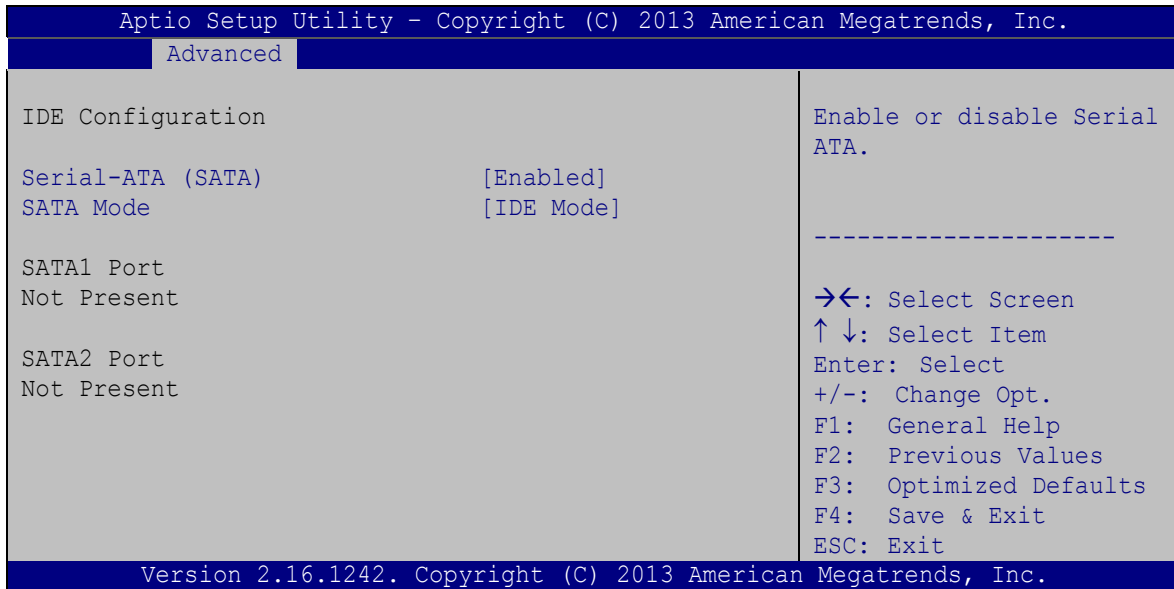 Aptio Setup Utility – Copyright (C) 2013 American Megatrends, Inc.
Advanced
IDE Configuration
Serial-ATA (SATA) [Enabled]
SATA Mode [IDE Mode]
SATA1 Port
Not Present
SATA2 Port
Not Present
Enable or disable Serial
ATA.
---------------------
→←: Select Screen
↑ ↓: Select Item
Enter: Select
+/-: Change Opt.
F1: General Help
F2: Previous Values
F3: Optimized Defaults
F4: Save & Exit
ESC: Exit
Version 2.16.1242. Copyright (C) 2013 American Megatrends, Inc.